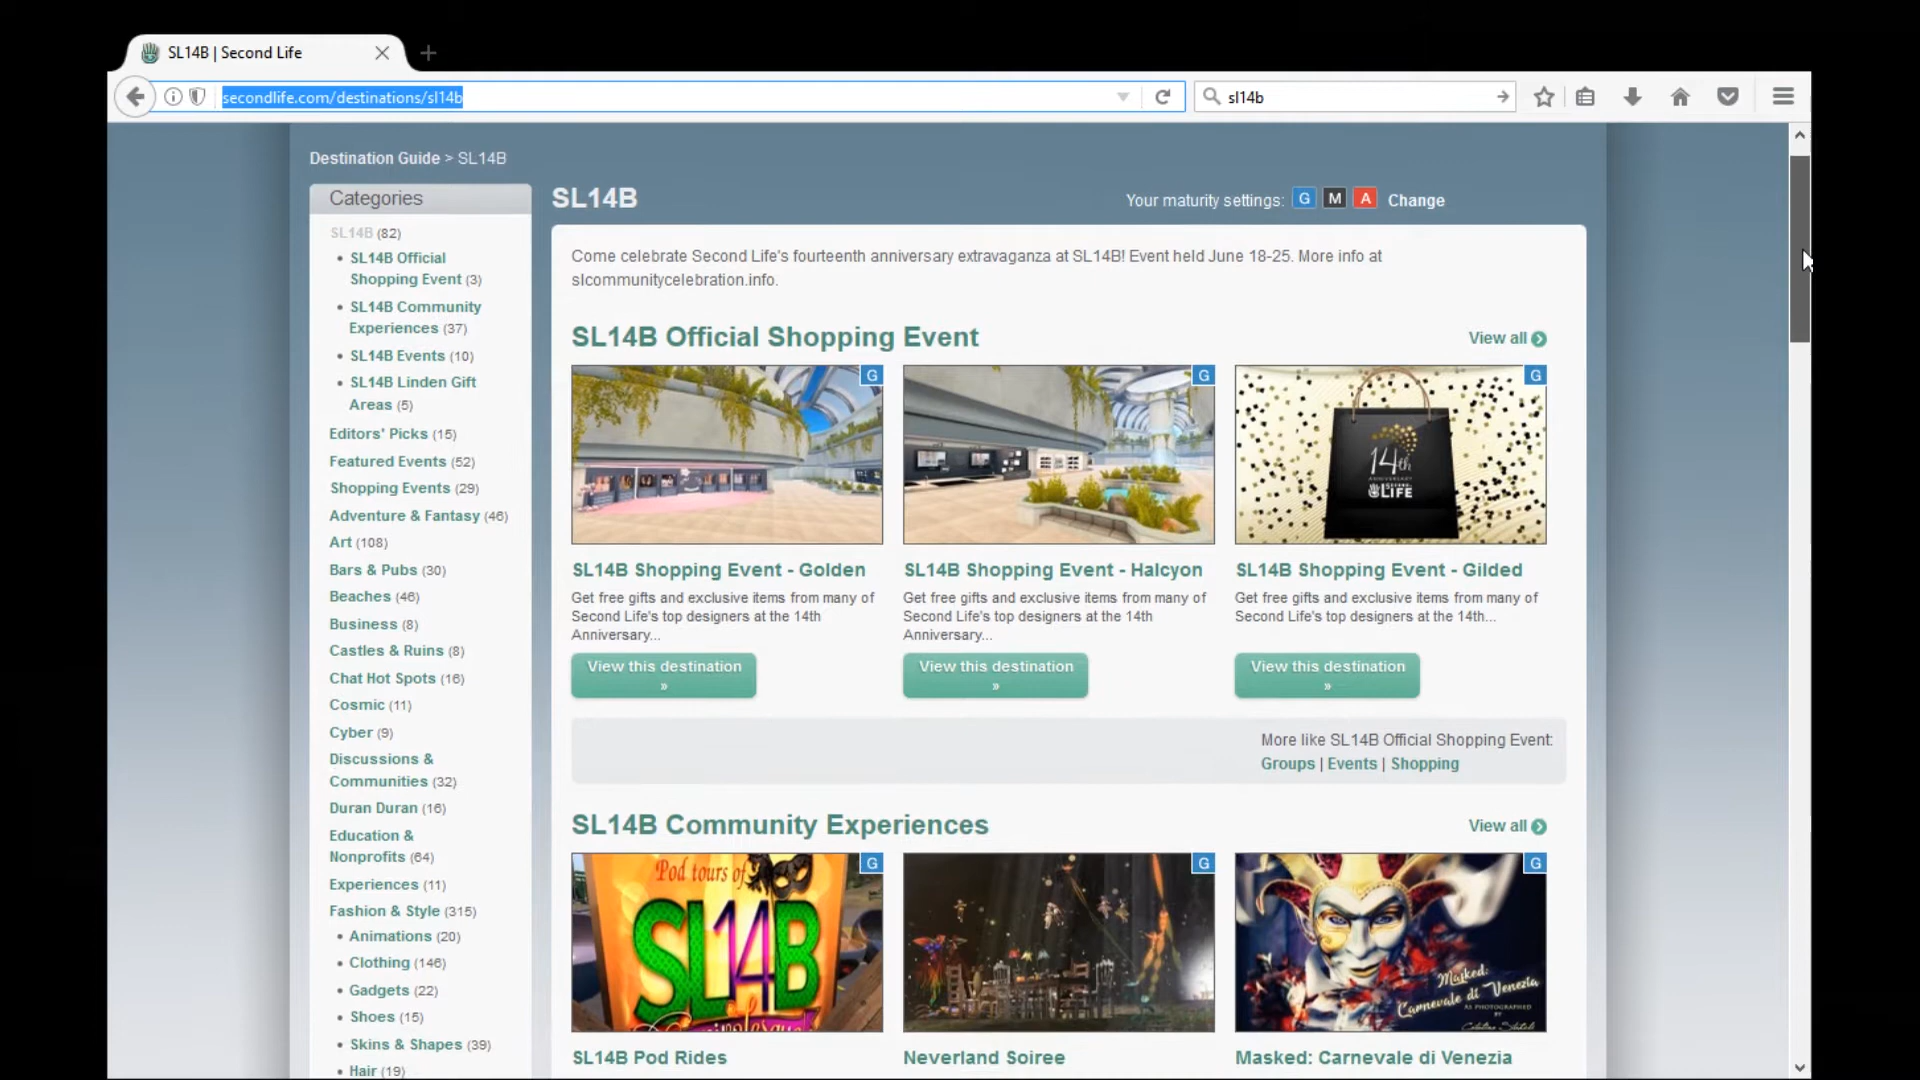 SL14B | Second Life
secondlife.com/destinations/sl14b
sl14b
Destination Guide > SL14B
Categories
SL14B (82)
• SL14B Official
Shopping Event (3)
• SL14B Community
Experiences (37)
• SL14B Events (10)
• SL14B Linden Gift
Areas (5)
Editors' Picks (15)
Featured Events (52)
Shopping Events (29)
Adventure & Fantasy (46)
Art (108)
Bars & Pubs (30)
Beaches (46)
Business (8)
Castles & Ruins (8)
Chat Hot Spots (16)
Cosmic (11)
Cyber (9)
Discussions &
Communities (32)
Duran Duran (16)
Education &
Nonprofits (64)
Experiences (11)
Fashion & Style (315)
• Animations (20)
• Clothing (146)
• Gadgets (22)
• Shoes (15)
• Skins & Shapes (39)
• Hair (19)
SL14B
Your maturity settings: G M A Change
Come celebrate Second Life's fourteenth anniversary extravaganza at SL14B! Event held June 18-25. More info at
slcommunitycelebration.info.
SL14B Official Shopping Event
View all
G
G
G
14th
ANNIVERSARY
SECOND
LIFE
SL14B Shopping Event - Golden
Get free gifts and exclusive items from many of
Second Life's top designers at the 14th
Anniversary...
View this destination
»
SL14B Shopping Event - Halcyon
Get free gifts and exclusive items from many of
Second Life's top designers at the 14th
Anniversary...
View this destination
»
SL14B Shopping Event - Gilded
Get free gifts and exclusive items from many of
Second Life's top designers at the 14th...
View this destination
»
More like SL14B Official Shopping Event:
Groups | Events | Shopping
SL14B Community Experiences
View all
G
Pod tours of
SL14B
G
G
Masked:
Carnevale di Venezia
AS PHOTOGRAPHED
BY
SL14B Pod Rides
Neverland Soiree
Masked: Carnevale di Venezia